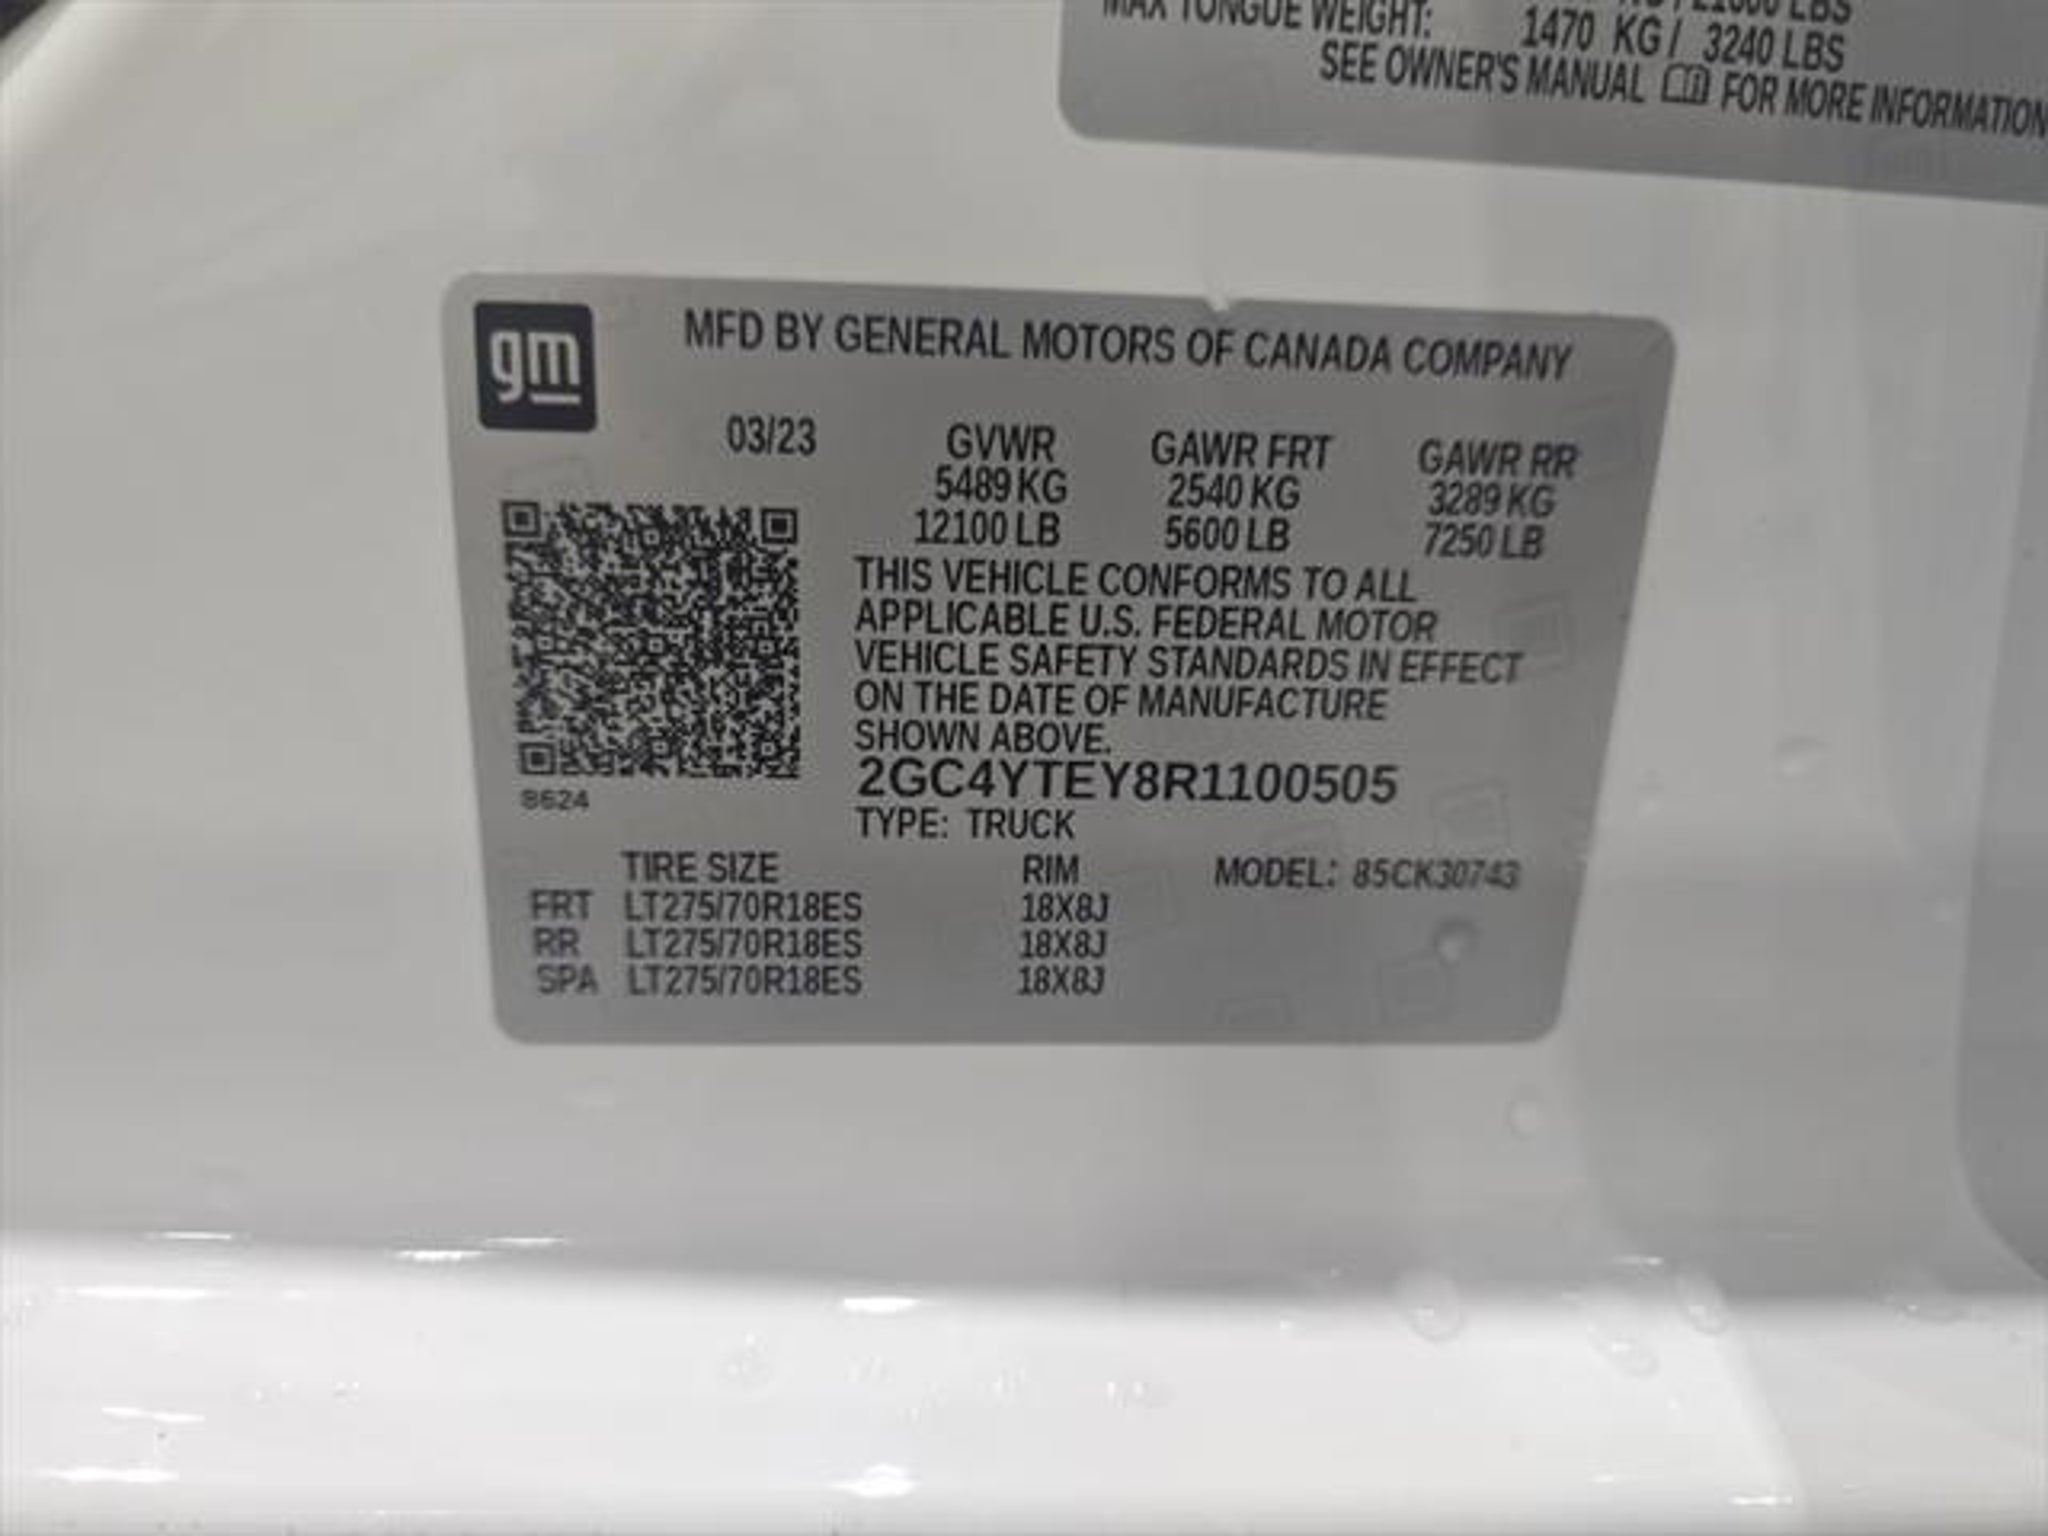 MAX TONGUE WEIGHT: 1470 KG / 3240 LBS
SEE OWNER'S MANUAL FOR MORE INFORMATION
gm
MFD BY GENERAL MOTORS OF CANADA COMPANY
03/23 GVWR GAWR FRT GAWR RR
5489 KG 2540 KG 3289 KG
12100 LB 5600 LB 7250 LB
THIS VEHICLE CONFORMS TO ALL
APPLICABLE U.S. FEDERAL MOTOR
VEHICLE SAFETY STANDARDS IN EFFECT
ON THE DATE OF MANUFACTURE
SHOWN ABOVE.
2GC4YTEY8R1100505
8624
TYPE: TRUCK
TIRE SIZE RIM MODEL: 85CK30743
FRT LT275/70R18ES 18X8J
RR LT275/70R18ES 18X8J
SPA LT275/70R18ES 18X8J